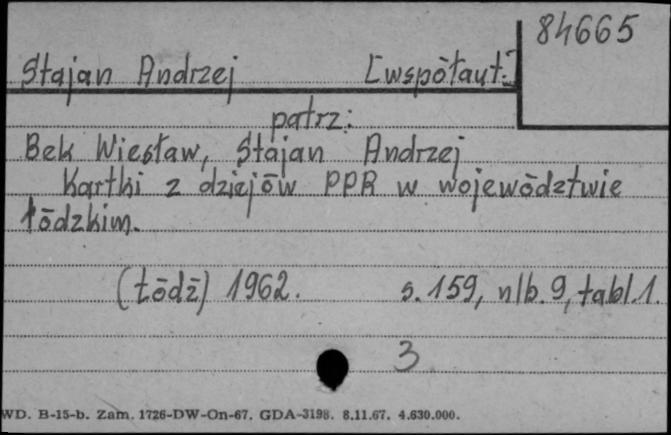 84665
Stajan Andrzej [współaut.]
patrz:
Bek Wiesław, Stajan Andrzej
Kartki z dziejów PPR w województwie
łódzkim.
(Łódź) 1962. s. 159, nlb. 9, tabl. 1.
3
WD. B-15-b. Zam. 1726-DW-On-67. GDA-3198. 8.11.67. 4.630.000.